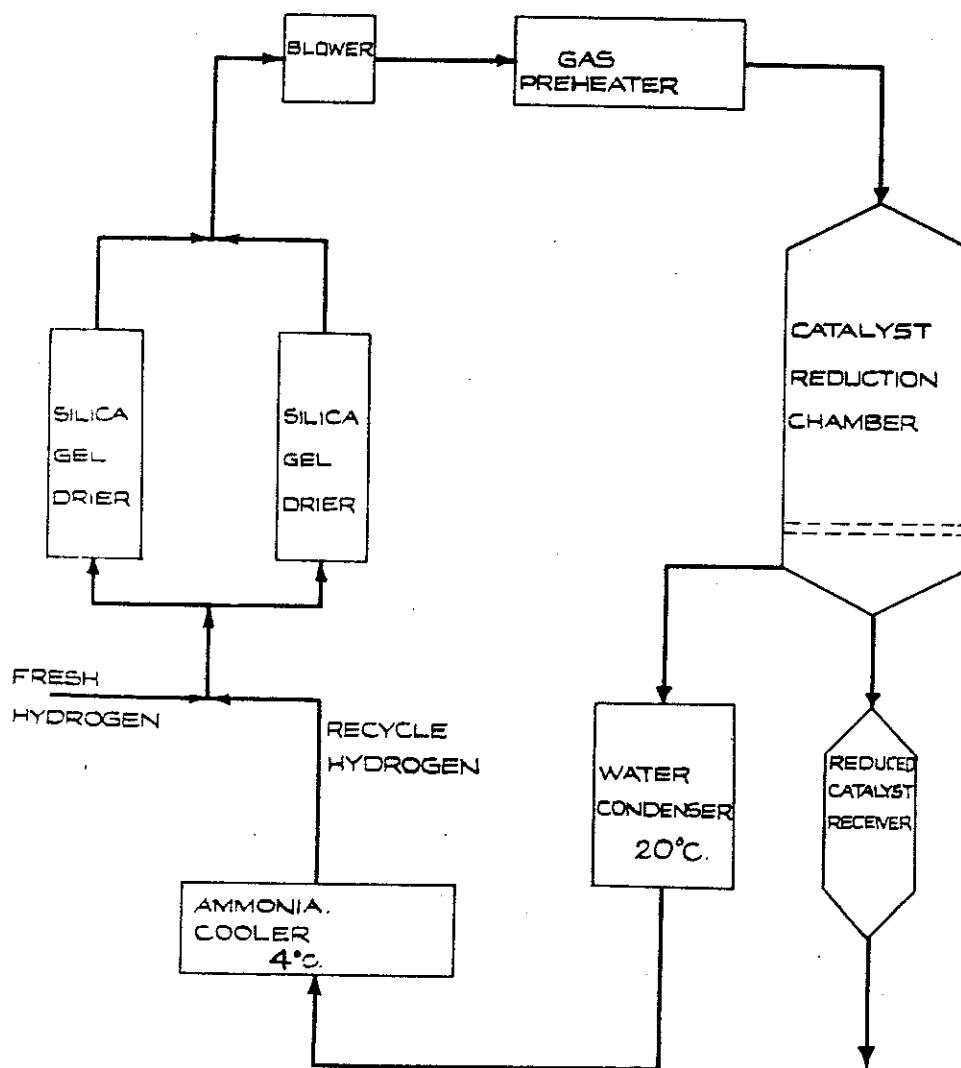 BLOWER
GAS
PREHEATER
CATALYST
REDUCTION
CHAMBER
SILICA
GEL
DRIER
SILICA
GEL
DRIER
FRESH
HYDROGEN
RECYCLE
HYDROGEN
WATER
CONDENSER
20°C.
REDUCED
CATALYST
RECEIVER
AMMONIA.
COOLER
4°C.